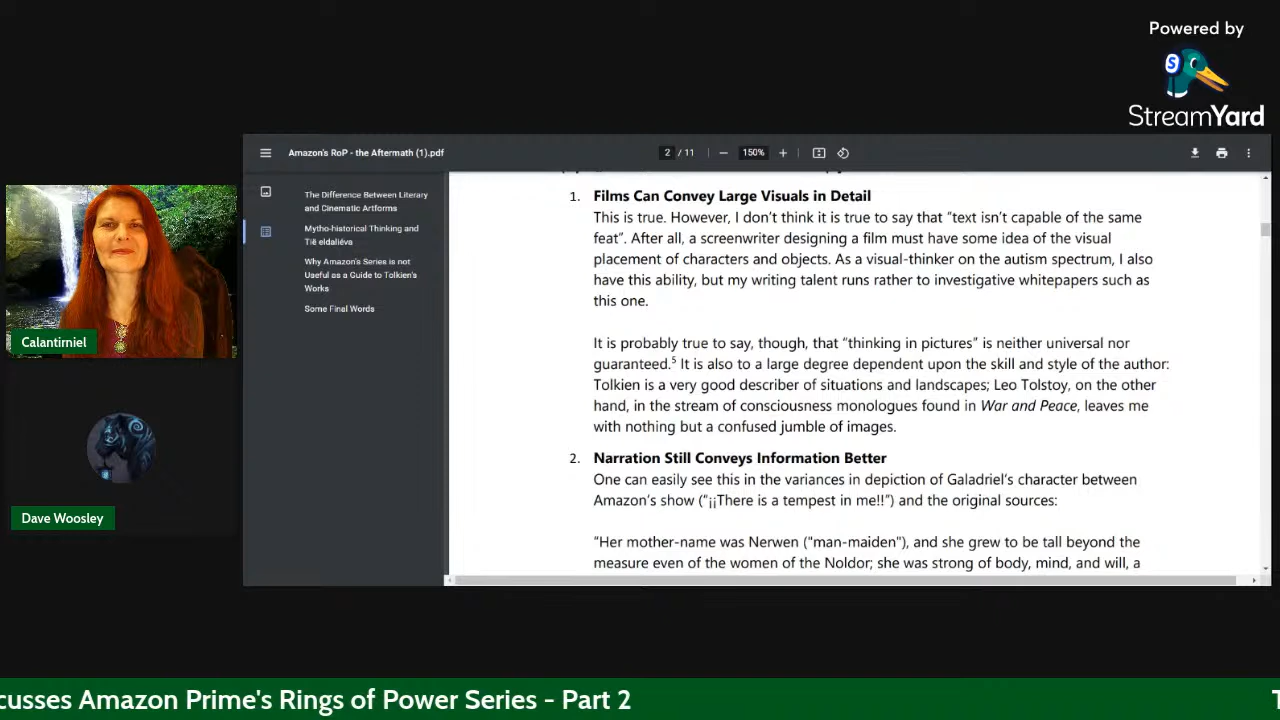 Powered by
S
StreamYard
Amazon's RoP - the Aftermath (1).pdf
2 / 11
150%
The Difference Between Literary
and Cinematic Artforms
Mytho-historical Thinking and
Tië eldaliéva
Why Amazon's Series is not
Useful as a Guide to Tolkien's
Works
Some Final Words
1. Films Can Convey Large Visuals in Detail
This is true. However, I don't think it is true to say that "text isn't capable of the same
feat". After all, a screenwriter designing a film must have some idea of the visual
placement of characters and objects. As a visual-thinker on the autism spectrum, I also
have this ability, but my writing talent runs rather to investigative whitepapers such as
this one.
It is probably true to say, though, that "thinking in pictures" is neither universal nor
guaranteed.5 It is also to a large degree dependent upon the skill and style of the author:
Tolkien is a very good describer of situations and landscapes; Leo Tolstoy, on the other
hand, in the stream of consciousness monologues found in War and Peace, leaves me
with nothing but a confused jumble of images.
2. Narration Still Conveys Information Better
One can easily see this in the variances in depiction of Galadriel's character between
Amazon's show ("¡¡There is a tempest in me!!") and the original sources:
"Her mother-name was Nerwen ("man-maiden"), and she grew to be tall beyond the
measure even of the women of the Noldor; she was strong of body, mind, and will, a
Calantirniel
Dave Woosley
cusses Amazon Prime's Rings of Power Series - Part 2